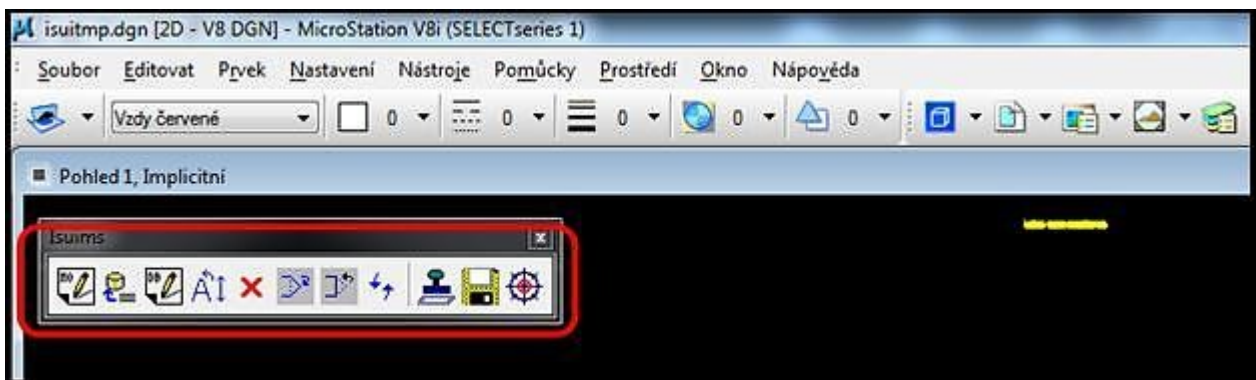 isuitmp.dgn [2D - V8 DGN] - MicroStation V8i (SELECTseries 1)
Soubor Editovat Prvek Nastavení Nástroje Pomůcky Prostředí Okno Nápověda
Vzdy červené 0 0 0 0 0
Pohled 1, Implicitní
Isuims